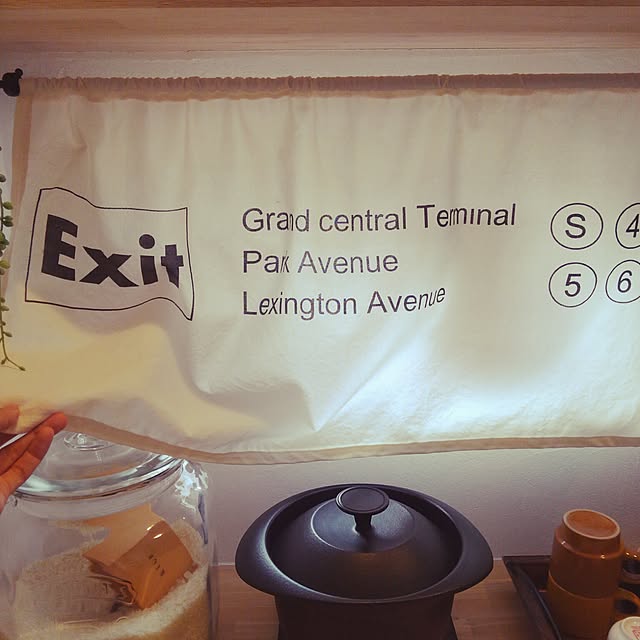 Exit
Grand central Terminal S 4
Park Avenue
Lexington Avenue 5 6